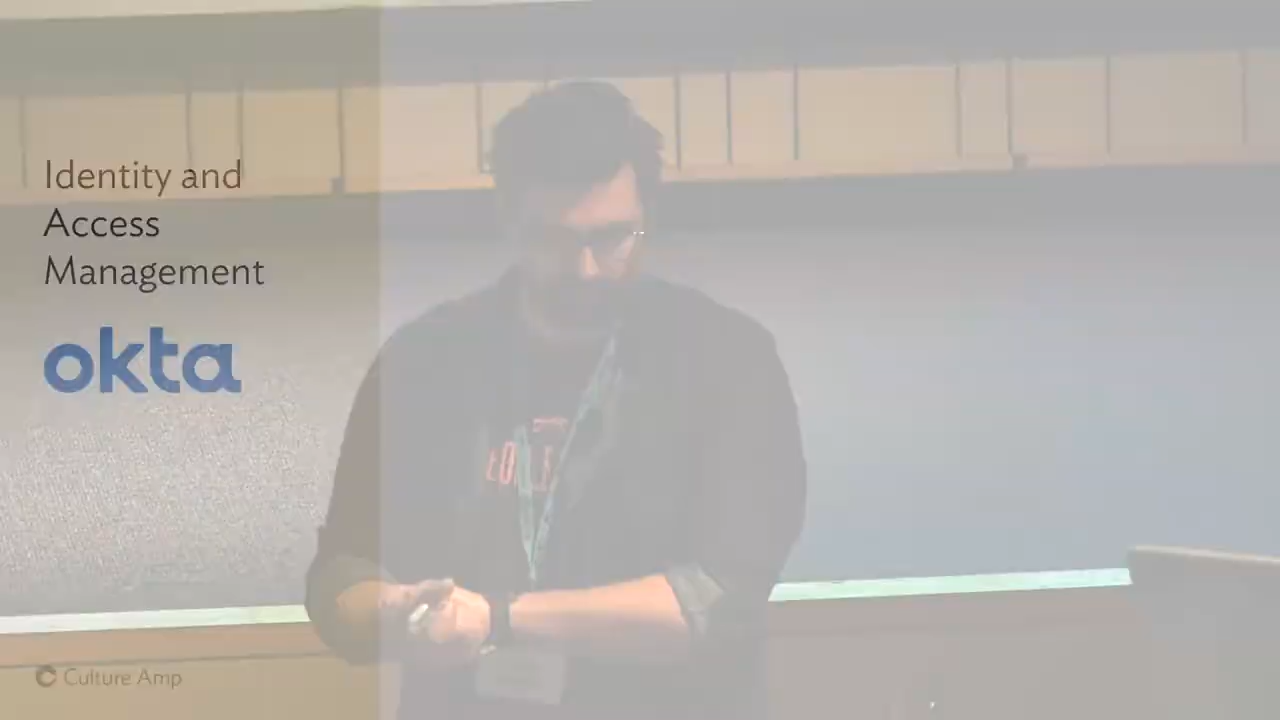 Identity and
Access
Management
okta
Culture Amp